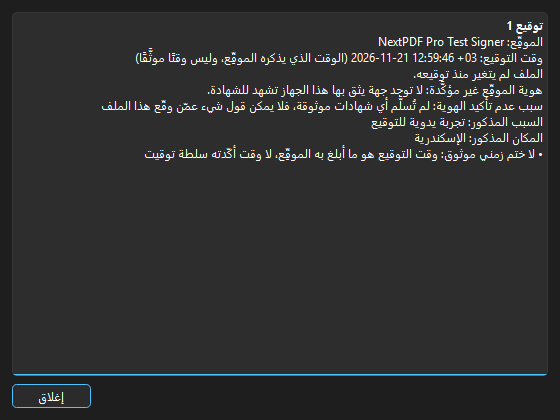 توقيع 1
الموقّع: NextPDF Pro Test Signer
وقت التوقيع: 2026-11-21 12:59:46 +03 (الوقت الذي يذكره الموقّع، وليس وقتًا موثَّقًا)
الملف لم يتغير منذ توقيعه.
هوية الموقّع غير مؤكَّدة: لا توجد جهة يثق بها هذا الجهاز تشهد للشهادة.
سبب عدم تأكيد الهوية: لم تُسلَّم أي شهادات موثوقة، فلا يمكن قول شيء عمّن وقّع هذا الملف
السبب المذكور: تجربة يدوية للتوقيع
المكان المذكور: الإسكندرية
• لا ختم زمني موثوق: وقت التوقيع هو ما أبلغ به الموقّع، لا وقت أكّدته سلطة توقيت
إغلاق